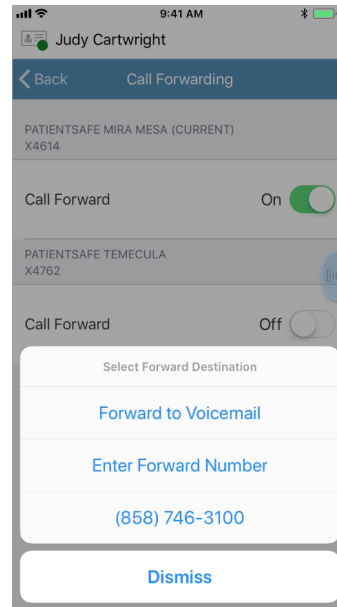 9:41 AM
Judy Cartwright
Back Call Forwarding
PATIENTSAFE MIRA MESA (CURRENT)
X4614
Call Forward On
PATIENTSAFE TEMECULA
X4762
Call Forward Off
Select Forward Destination
Forward to Voicemail
Enter Forward Number
(858) 746-3100
Dismiss